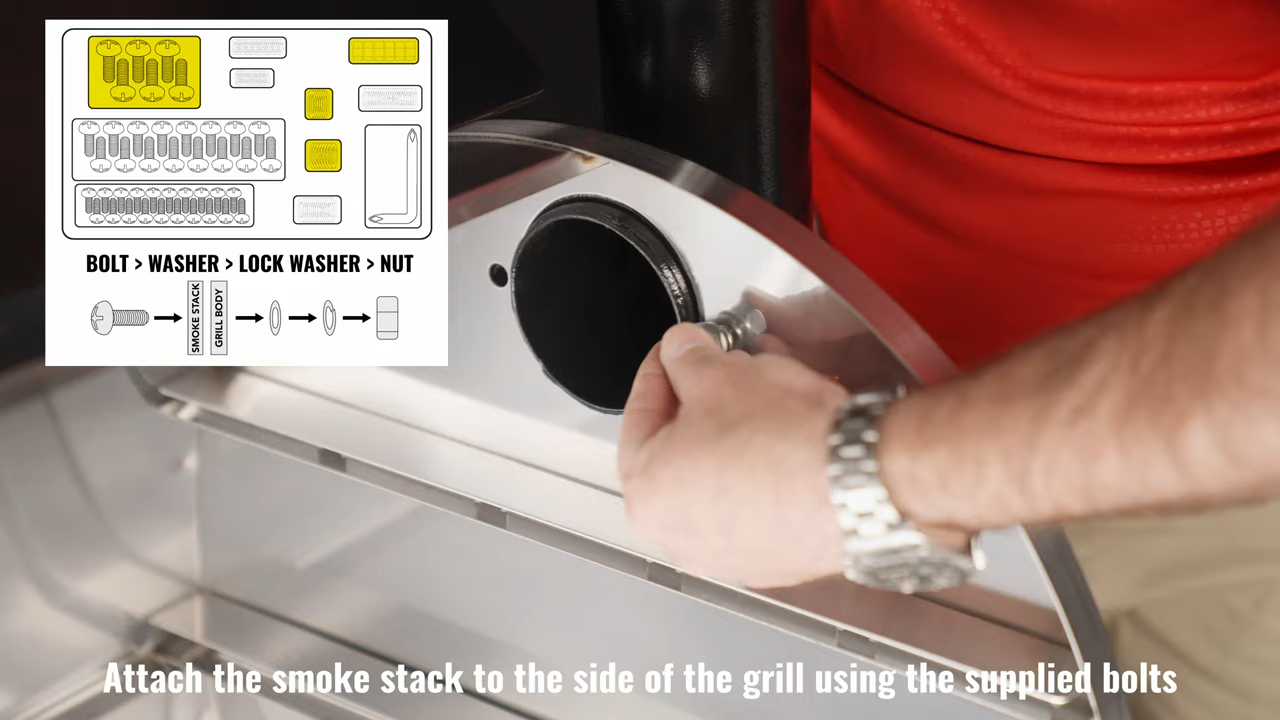 BOLT > WASHER > LOCK WASHER > NUT
SMOKE STACK
GRILL BODY
Attach the smoke stack to the side of the grill using the supplied bolts